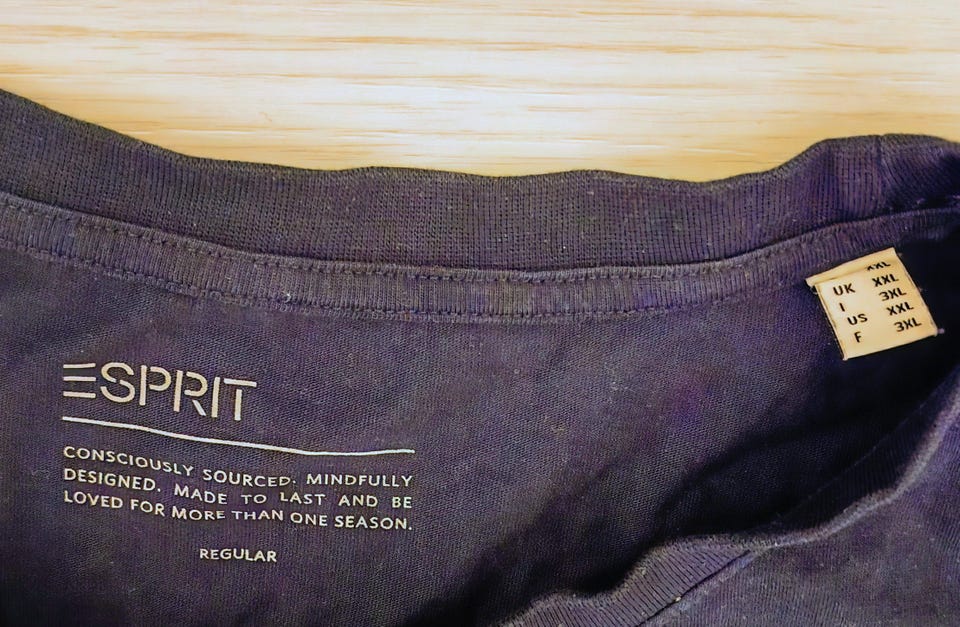 ESPRIT
CONSCIOUSLY SOURCED. MINDFULLY
DESIGNED. MADE TO LAST AND BE
LOVED FOR MORE THAN ONE SEASON.
REGULAR
XXL
UK XXL
I 3XL
US XXL
F 3XL